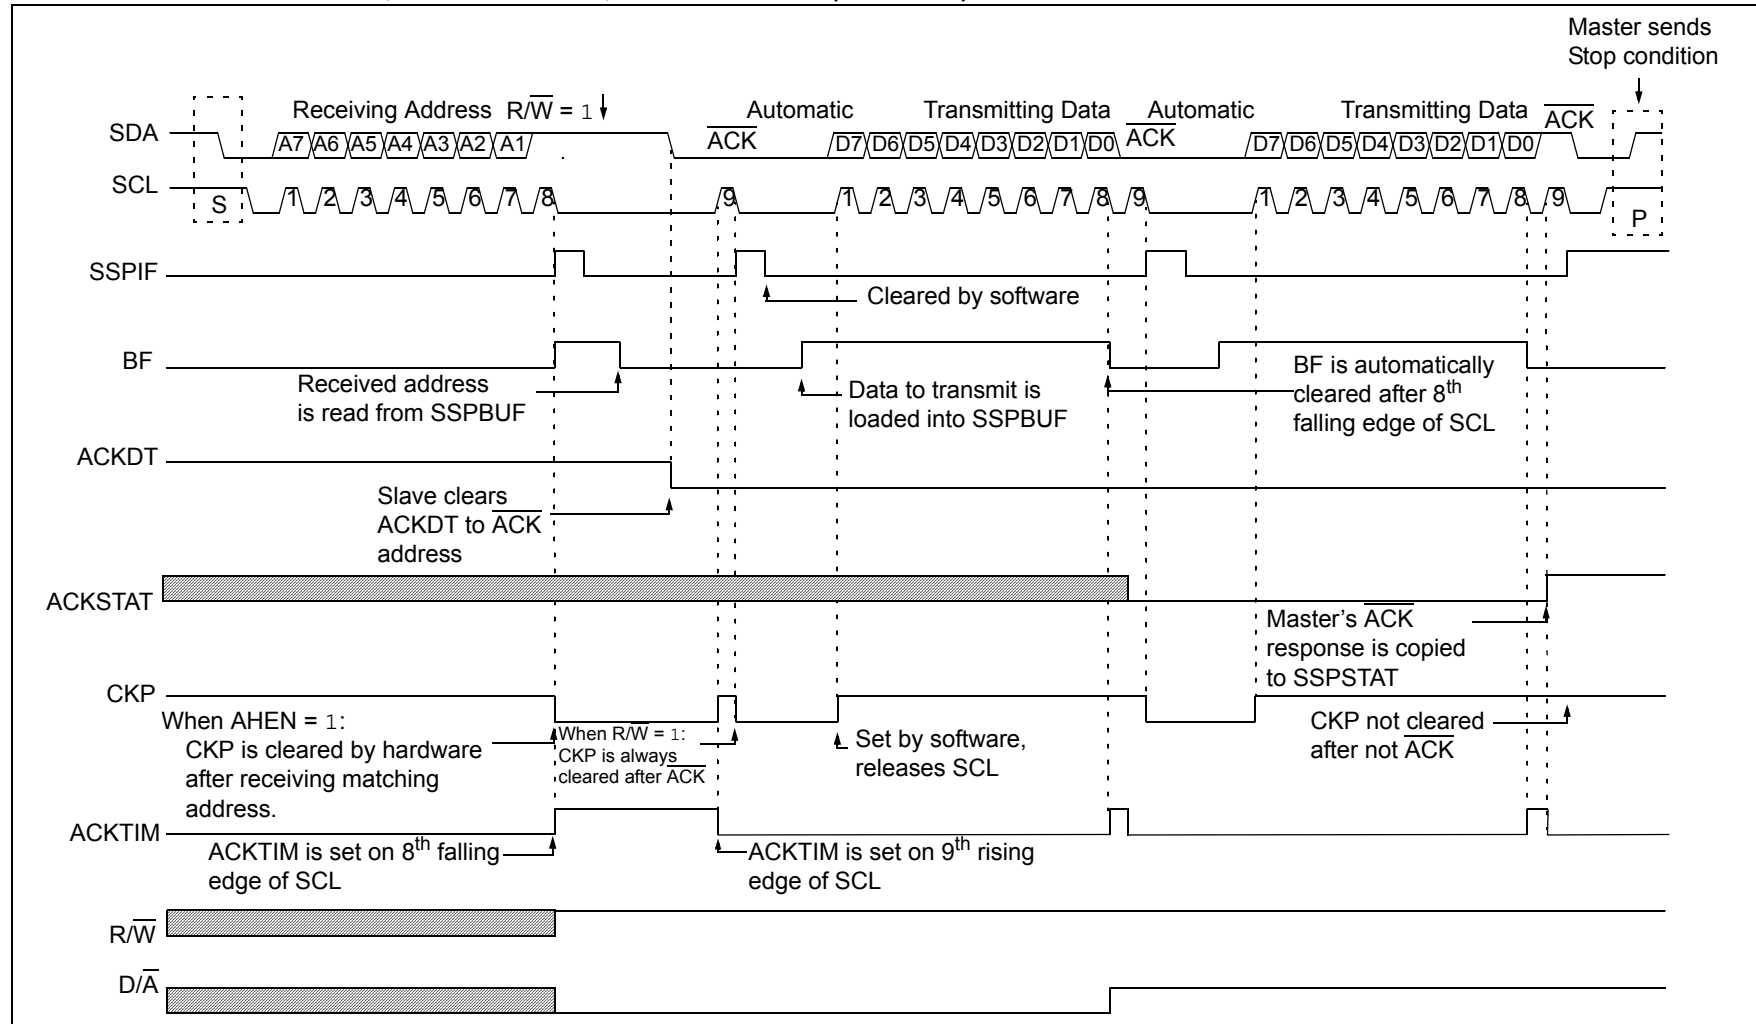 Master sends
Stop condition
Receiving Address R/W̅ = 1
Automatic
Transmitting Data
Automatic
Transmitting Data
A̅C̅K̅
SDA
A7 A6 A5 A4 A3 A2 A1
A̅C̅K̅
D7 D6 D5 D4 D3 D2 D1 D0
A̅C̅K̅
D7 D6 D5 D4 D3 D2 D1 D0
SCL
S
1 2 3 4 5 6 7 8
9
1 2 3 4 5 6 7 8 9
1 2 3 4 5 6 7 8 9
P
SSPIF
Cleared by software
BF
Received address
is read from SSPBUF
Data to transmit is
loaded into SSPBUF
BF is automatically
cleared after 8th
falling edge of SCL
ACKDT
Slave clears
ACKDT to A̅C̅K̅
address
ACKSTAT
Master’s A̅C̅K̅
response is copied
to SSPSTAT
CKP
When AHEN = 1:
CKP is cleared by hardware
after receiving matching
address.
When R/W̅ = 1:
CKP is always
cleared after A̅C̅K̅
Set by software,
releases SCL
CKP not cleared
after not A̅C̅K̅
ACKTIM
ACKTIM is set on 8th falling
edge of SCL
ACKTIM is set on 9th rising
edge of SCL
R/W̅
D/A̅